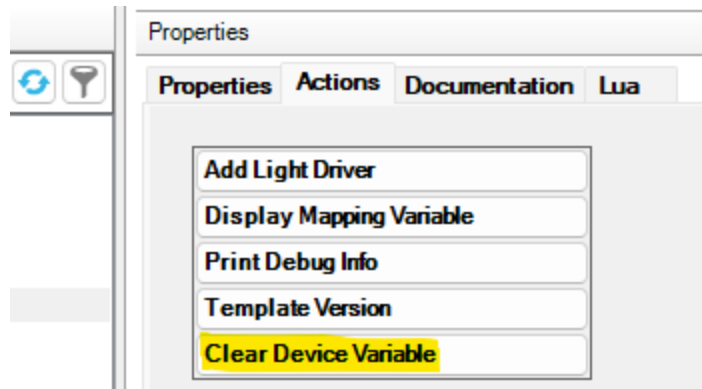 Properties
Properties Actions Documentation Lua
Add Light Driver
Display Mapping Variable
Print Debug Info
Template Version
Clear Device Variable